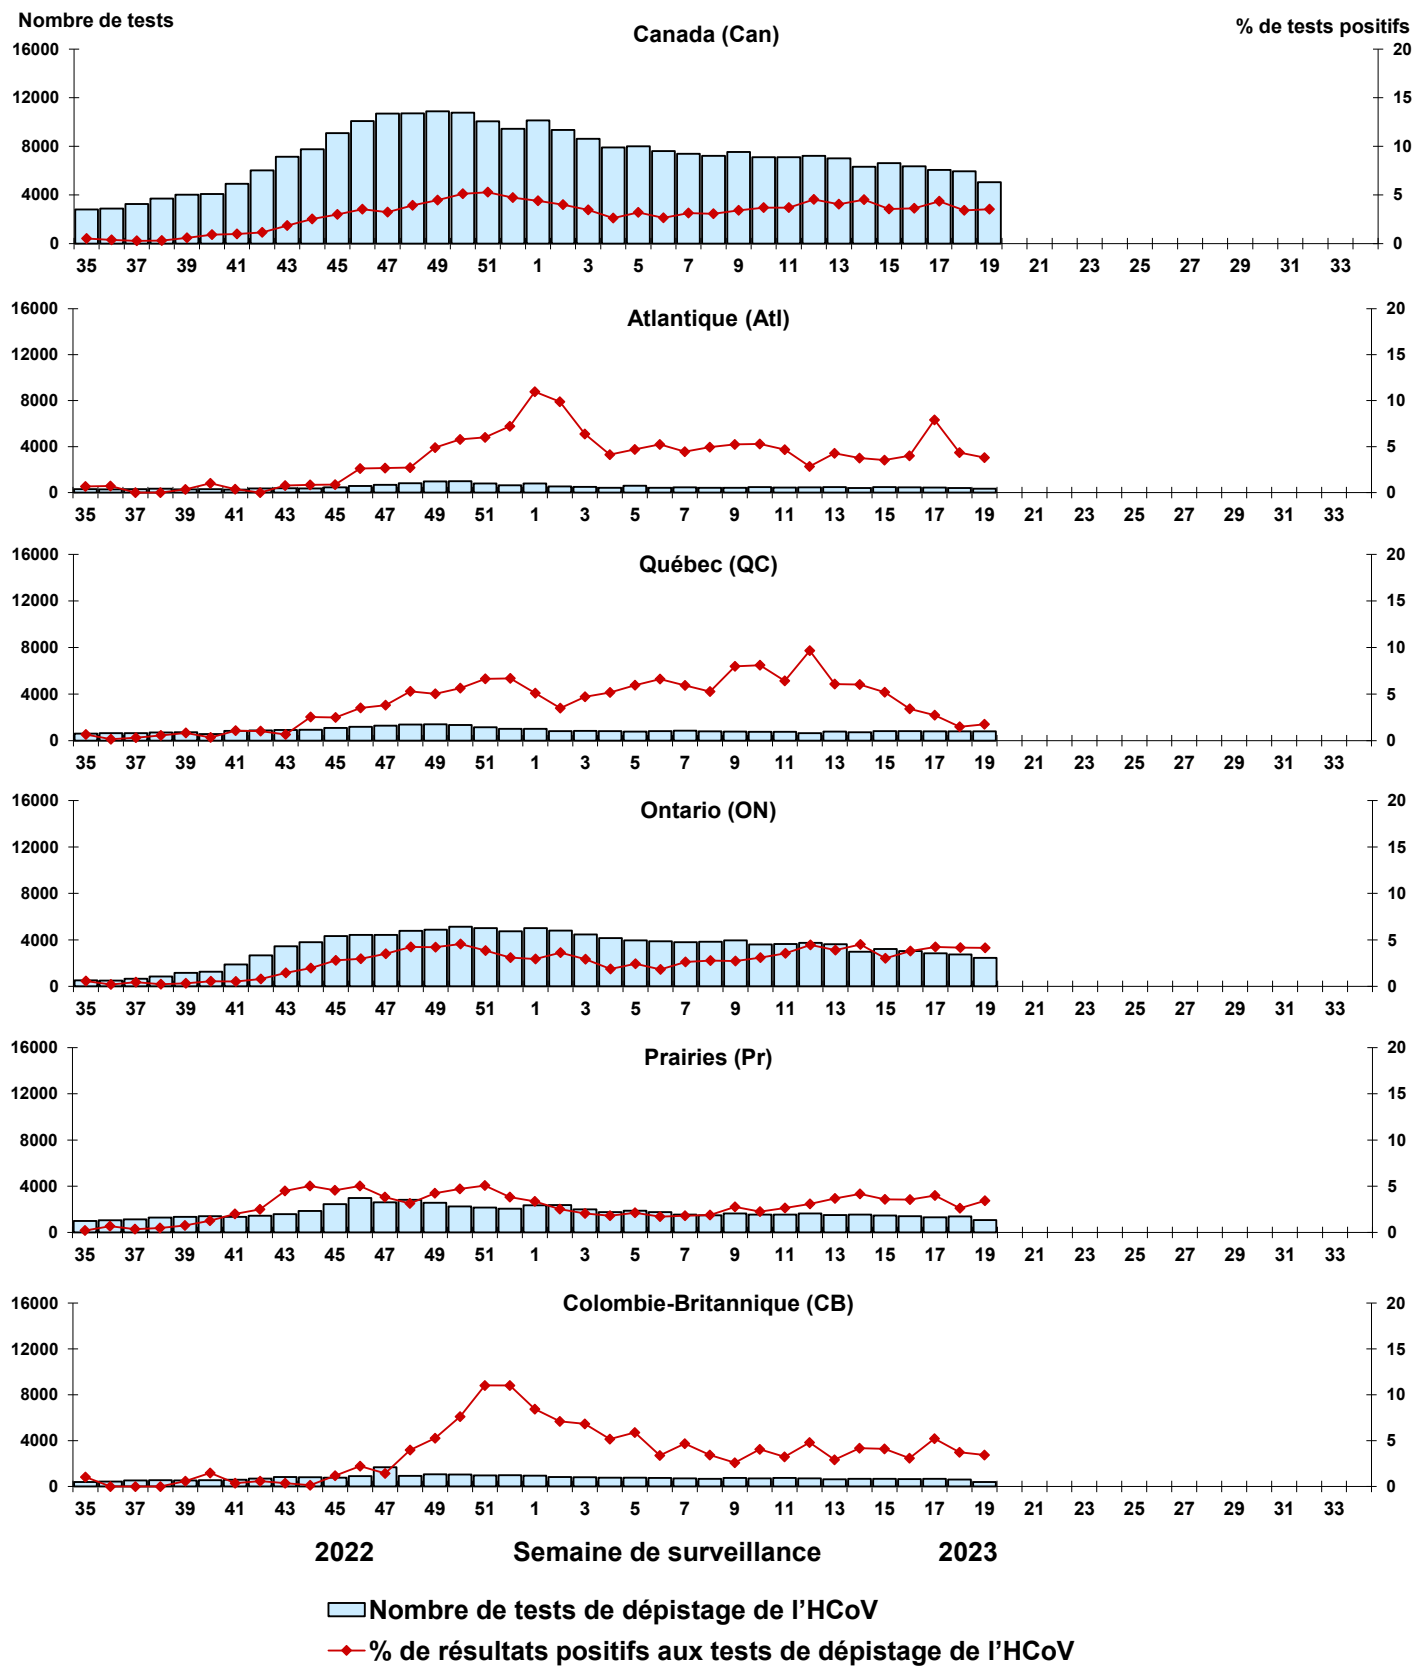 Nombre de tests
Canada (Can)
% de tests positifs
16000 20
12000 15
8000 10
4000 5
0 0
35 37 39 41 43 45 47 49 51 1 3 5 7 9 11 13 15 17 19 21 23 25 27 29 31 33
Atlantique (Atl)
16000 20
12000 15
8000 10
4000 5
0 0
35 37 39 41 43 45 47 49 51 1 3 5 7 9 11 13 15 17 19 21 23 25 27 29 31 33
Québec (QC)
16000 20
12000 15
8000 10
4000 5
0 0
35 37 39 41 43 45 47 49 51 1 3 5 7 9 11 13 15 17 19 21 23 25 27 29 31 33
Ontario (ON)
16000 20
12000 15
8000 10
4000 5
0 0
35 37 39 41 43 45 47 49 51 1 3 5 7 9 11 13 15 17 19 21 23 25 27 29 31 33
Prairies (Pr)
16000 20
12000 15
8000 10
4000 5
0 0
35 37 39 41 43 45 47 49 51 1 3 5 7 9 11 13 15 17 19 21 23 25 27 29 31 33
Colombie-Britannique (CB)
16000 20
12000 15
8000 10
4000 5
0 0
35 37 39 41 43 45 47 49 51 1 3 5 7 9 11 13 15 17 19 21 23 25 27 29 31 33
2022 Semaine de surveillance 2023
Nombre de tests de dépistage de l’HCoV
% de résultats positifs aux tests de dépistage de l’HCoV